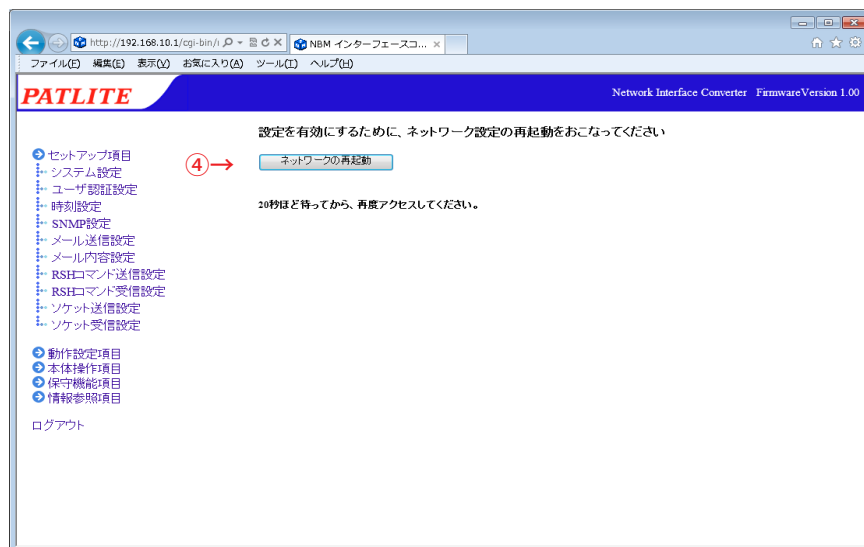 http://192.168.10.1/cgi-bin/
NBM インターフェースコ...
ファイル(F) 編集(E) 表示(V) お気に入り(A) ツール(T) ヘルプ(H)
PATLITE
Network Interface Converter FirmwareVersion 1.00
設定を有効にするために、ネットワーク設定の再起動をおこなってください
④→ ネットワークの再起動
20秒ほど待ってから、再度アクセスしてください。
セットアップ項目
システム設定
ユーザ認証設定
時刻設定
SNMP設定
メール送信設定
メール内容設定
RSHコマンド送信設定
RSHコマンド受信設定
ソケット送信設定
ソケット受信設定
動作設定項目
本体操作項目
保守機能項目
情報参照項目
ログアウト